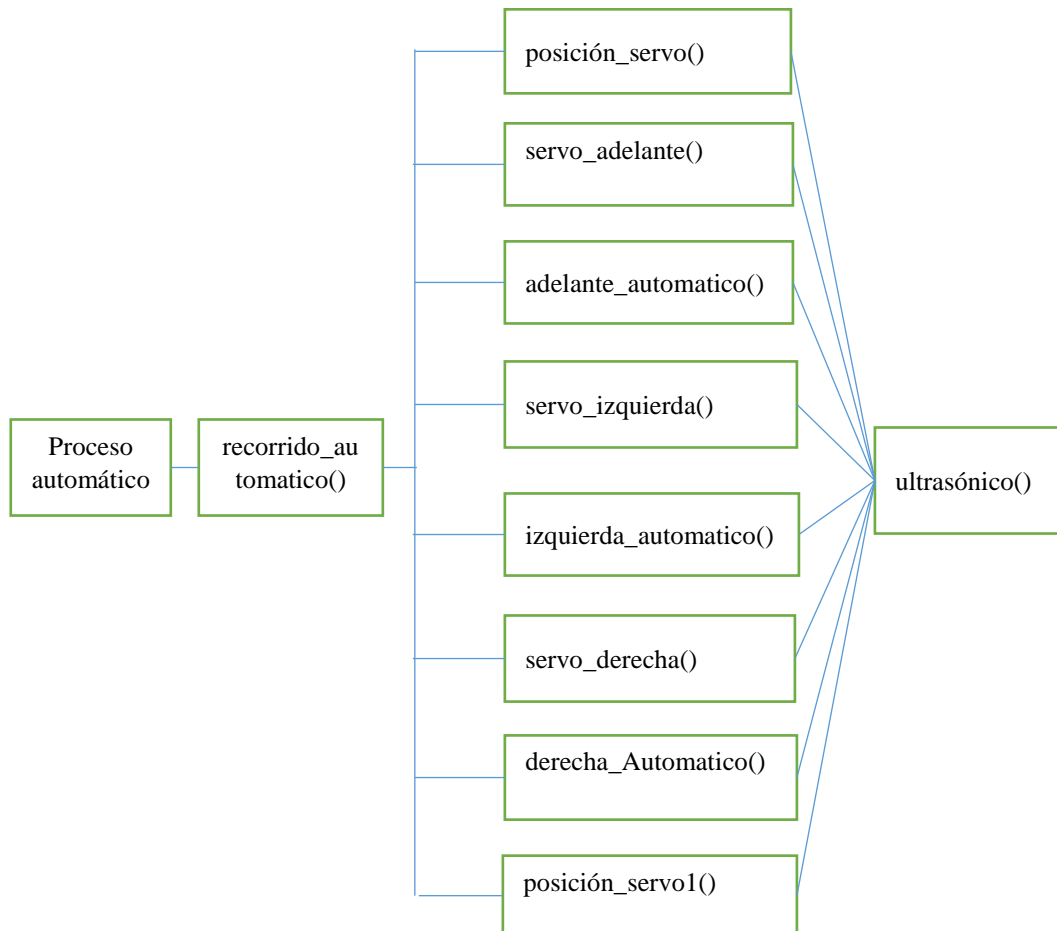 Proceso
automático
recorrido_au
tomatico()
posición_servo()
servo_adelante()
adelante_automatico()
servo_izquierda()
izquierda_automatico()
servo_derecha()
derecha_Automatico()
posición_servo1()
ultrasónico()